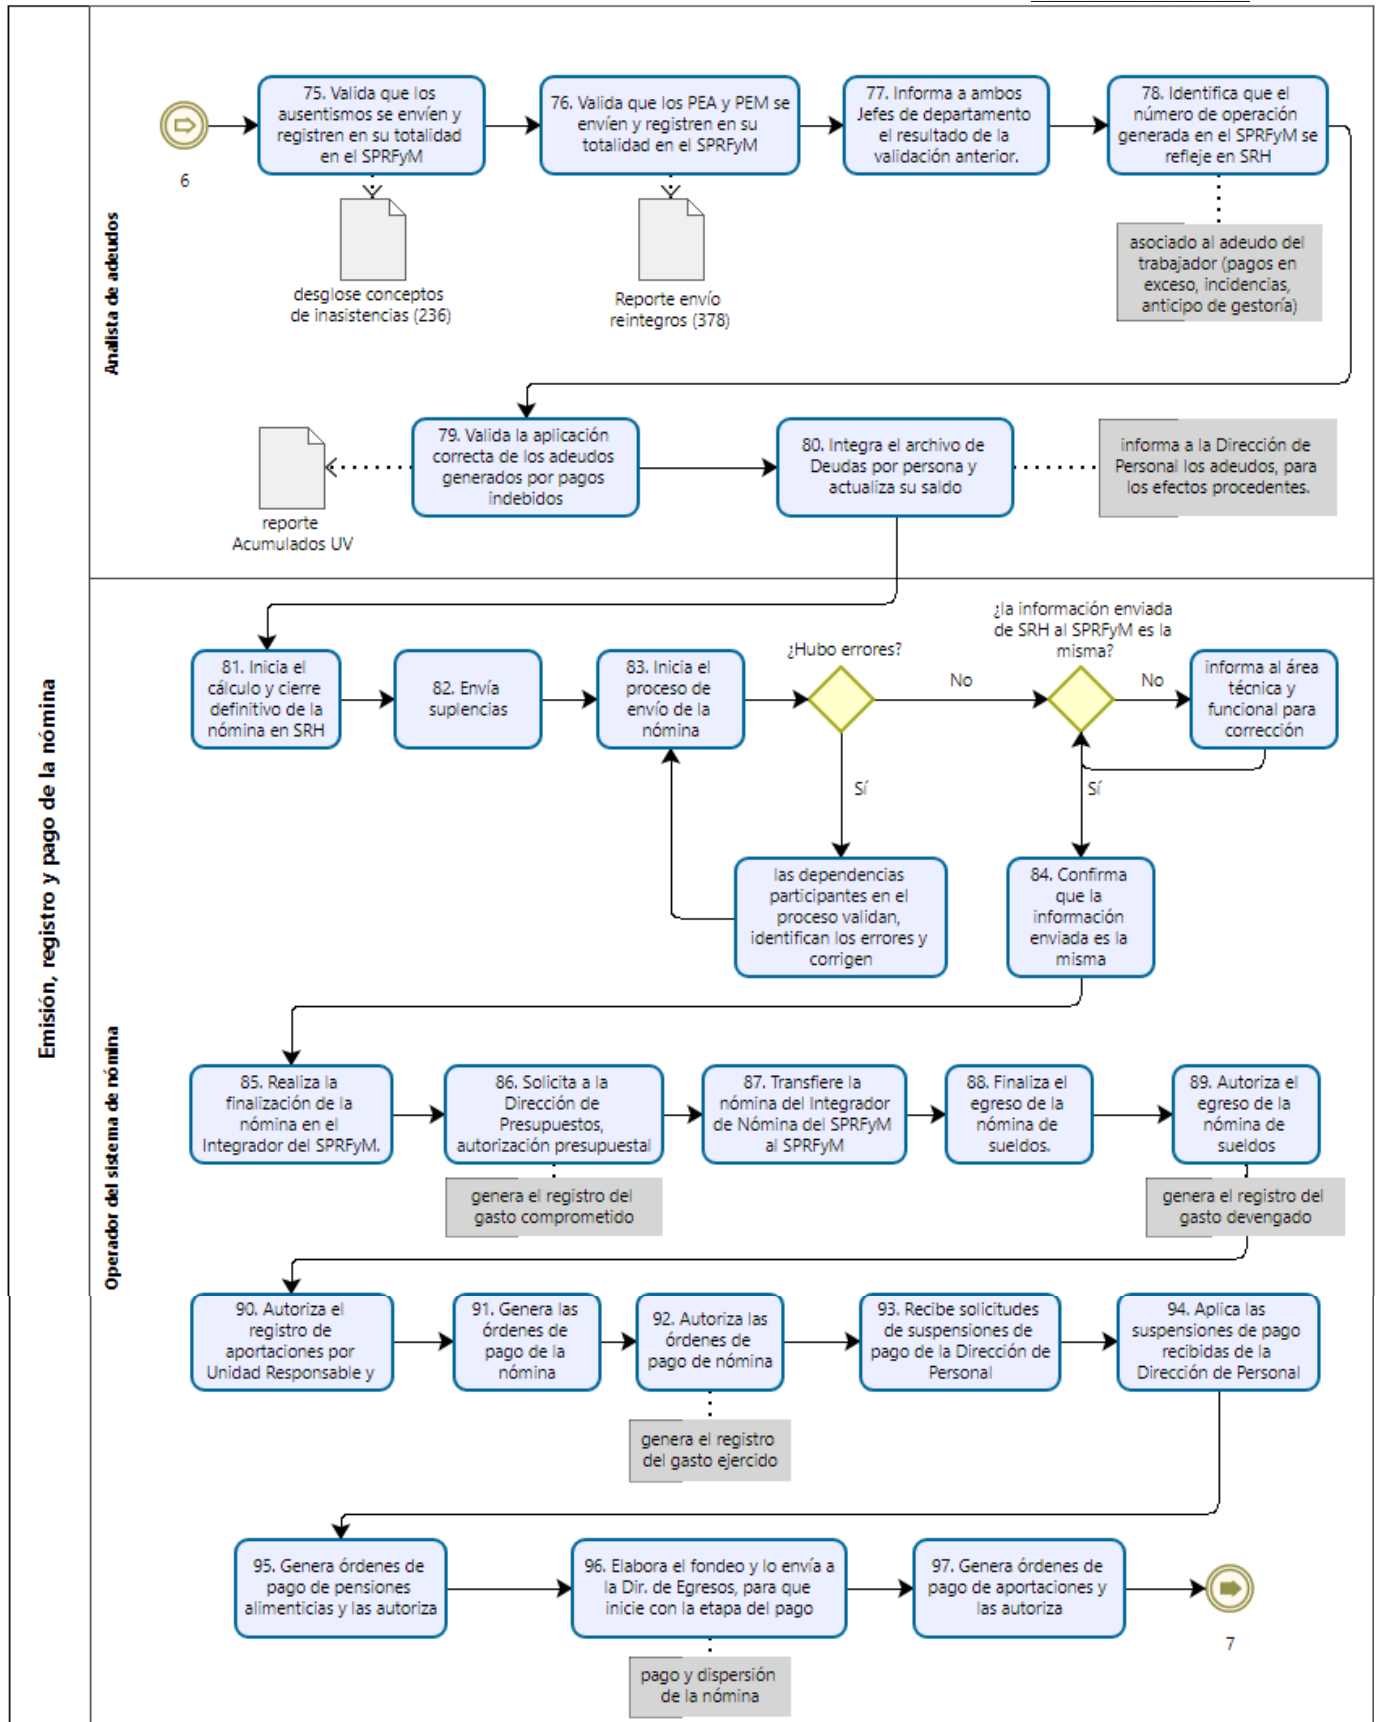 Emisión, registro y pago de la nómina
Analista de adeudos
6
75. Valida que los
ausentismos se envíen y
registren en su totalidad
en el SPRFyM
76. Valida que los PEA y PEM se
envíen y registren en su
totalidad en el SPRFyM
77. Informa a ambos
Jefes de departamento
el resultado de la
validación anterior.
78. Identifica que el
número de operación
generada en el SPRFyM se
refleje en SRH
desglose conceptos
de inasistencias (236)
Reporte envío
reintegros (378)
asociado al adeudo del
trabajador (pagos en
exceso, incidencias,
anticipo de gestoría)
79. Valida la aplicación
correcta de los adeudos
generados por pagos
indebidos
80. Integra el archivo de
Deudas por persona y
actualiza su saldo
informa a la Dirección de
Personal los adeudos, para
los efectos procedentes.
reporte
Acumulados UV
Operador del sistema de nómina
81. Inicia el
cálculo y cierre
definitivo de la
nómina en SRH
82. Envía
suplencias
83. Inicia el
proceso de
envío de la
nómina
¿Hubo errores?
No
¿la información enviada
de SRH al SPRFyM es la
misma?
No
informa al área
técnica y
funcional para
corrección
Sí
Sí
las dependencias
participantes en el
proceso validan,
identifican los errores y
corrigen
84. Confirma
que la
información
enviada es la
misma
85. Realiza la
finalización de la
nómina en el
Integrador del SPRFyM.
86. Solicita a la
Dirección de
Presupuestos,
autorización presupuestal
87. Transfiere la
nómina del Integrador
de Nómina del SPRFyM
al SPRFyM
88. Finaliza el
egreso de la
nómina de
sueldos.
89. Autoriza el
egreso de la
nómina de
sueldos
genera el registro del
gasto comprometido
genera el registro del
gasto devengado
90. Autoriza el
registro de
aportaciones por
Unidad Responsable y
91. Genera las
órdenes de
pago de la
nómina
92. Autoriza las
órdenes de
pago de nómina
93. Recibe solicitudes
de suspensiones de
pago de la Dirección de
Personal
94. Aplica las
suspensiones de pago
recibidas de la
Dirección de Personal
genera el registro
del gasto ejercido
95. Genera órdenes de
pago de pensiones
alimenticias y las autoriza
96. Elabora el fondeo y lo envía a
la Dir. de Egresos, para que
inicie con la etapa del pago
97. Genera órdenes de
pago de aportaciones y
las autoriza
7
pago y dispersión
de la nómina